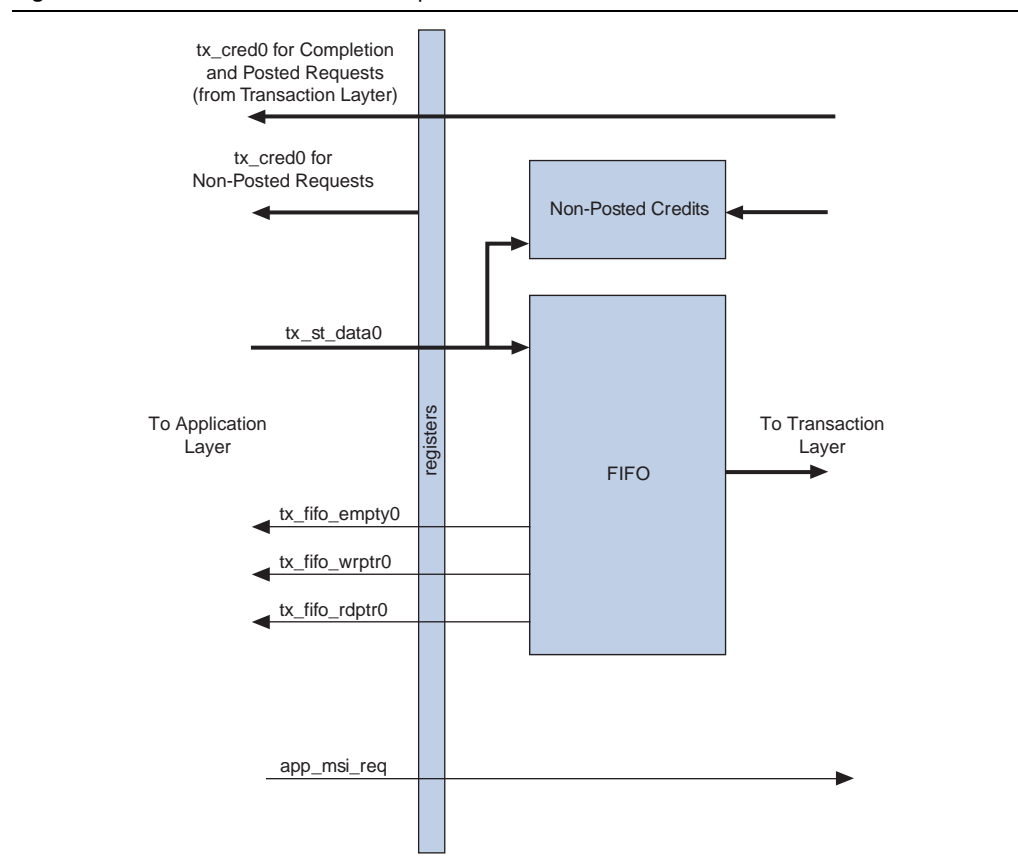 tx_cred0 for Completion
and Posted Requests
(from Transaction Layter)
tx_cred0 for
Non-Posted Requests
Non-Posted Credits
tx_st_data0
To Application
Layer
registers
FIFO
To Transaction
Layer
tx_fifo_empty0
tx_fifo_wrptr0
tx_fifo_rdptr0
app_msi_req